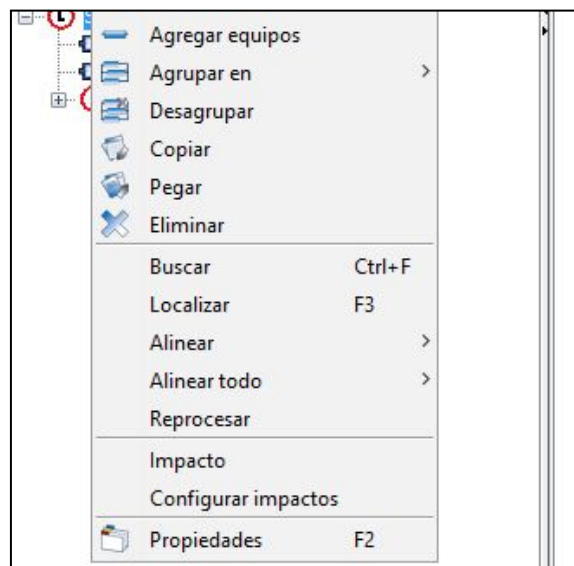 Agregar equipos
Agrupar en
Desagrupar
Copiar
Pegar
Eliminar
Buscar Ctrl+F
Localizar F3
Alinear
Alinear todo
Reprocesar
Impacto
Configurar impactos
Propiedades F2